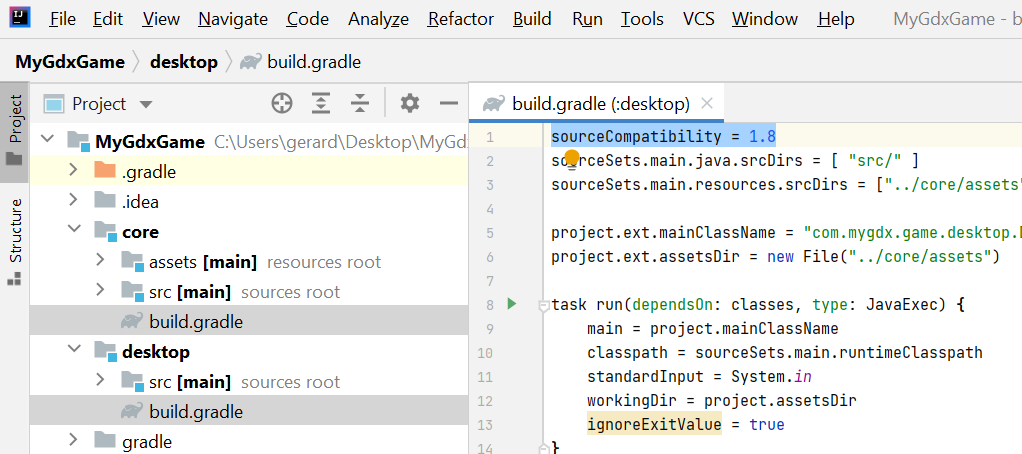 IJ File Edit View Navigate Code Analyze Refactor Build Run Tools VCS Window Help MyGdxGame - b
MyGdxGame desktop build.gradle
Project
Structure
Project
MyGdxGame C:\Users\gerard\Desktop\MyGd
.gradle
.idea
core
assets [main] resources root
src [main] sources root
build.gradle
desktop
src [main] sources root
build.gradle
gradle
build.gradle (:desktop)
1 sourceCompatibility = 1.8
2 sourceSets.main.java.srcDirs = [ "src/" ]
3 sourceSets.main.resources.srcDirs = ["../core/assets"
4
5 project.ext.mainClassName = "com.mygdx.game.desktop.
6 project.ext.assetsDir = new File("../core/assets")
7
8 task run(dependsOn: classes, type: JavaExec) {
9 main = project.mainClassName
10 classpath = sourceSets.main.runtimeClasspath
11 standardInput = System.in
12 workingDir = project.assetsDir
13 ignoreExitValue = true
14 }